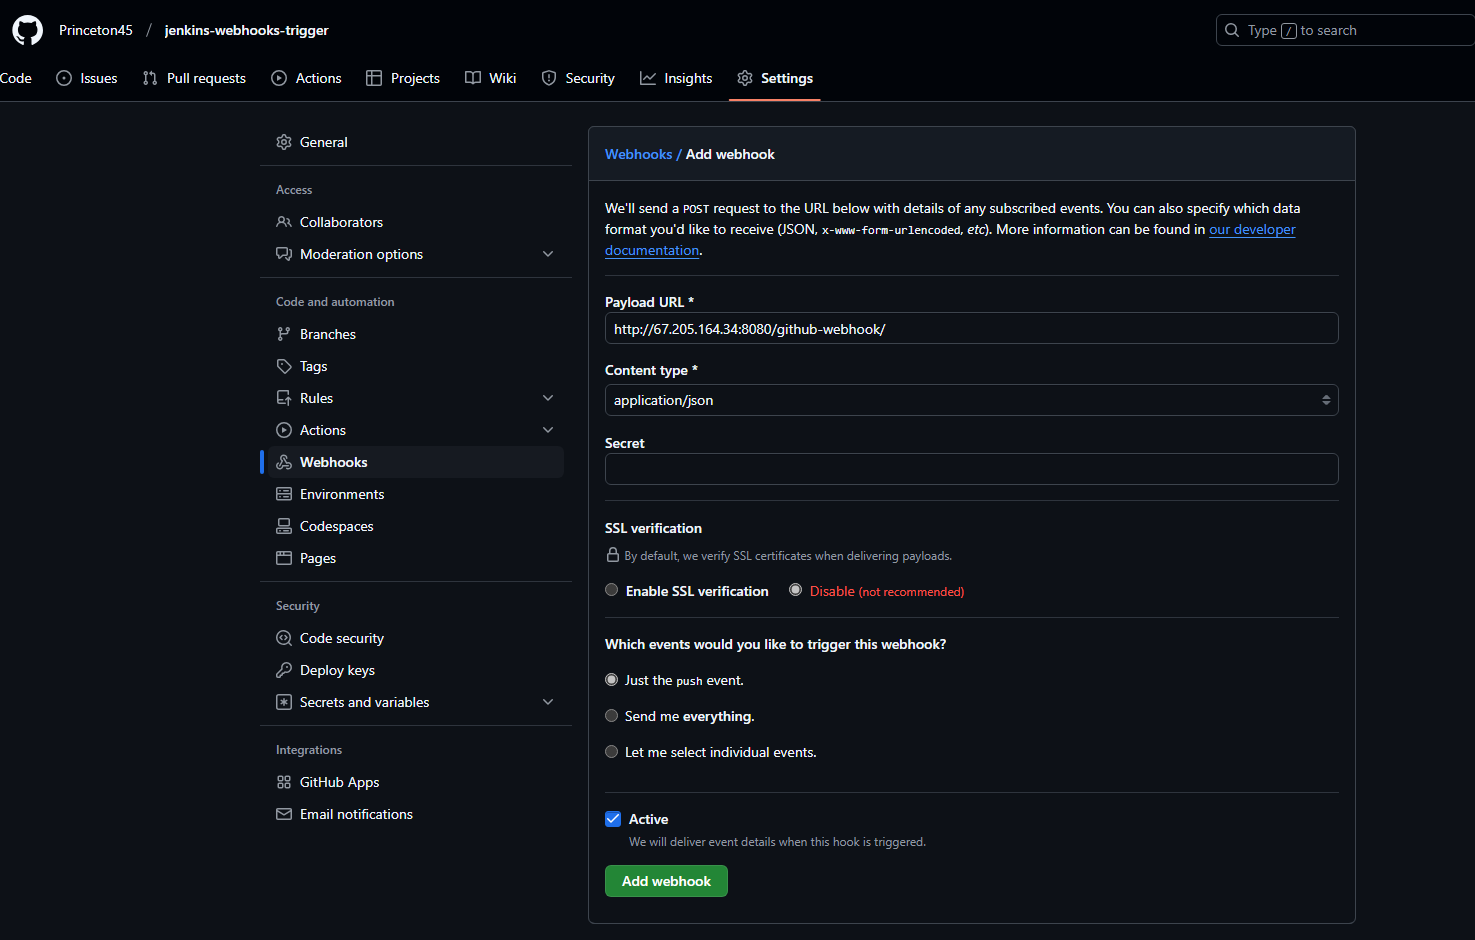 Princeton45 / jenkins-webhooks-trigger
Type / to search
Code
Issues
Pull requests
Actions
Projects
Wiki
Security
Insights
Settings
General
Access
Collaborators
Moderation options
Code and automation
Branches
Tags
Rules
Actions
Webhooks
Environments
Codespaces
Pages
Security
Code security
Deploy keys
Secrets and variables
Integrations
GitHub Apps
Email notifications
Webhooks / Add webhook
We'll send a POST request to the URL below with details of any subscribed events. You can also specify which data
format you'd like to receive (JSON, x-www-form-urlencoded, etc). More information can be found in our developer
documentation.
Payload URL *
http://67.205.164.34:8080/github-webhook/
Content type *
application/json
Secret
SSL verification
By default, we verify SSL certificates when delivering payloads.
Enable SSL verification
Disable (not recommended)
Which events would you like to trigger this webhook?
Just the push event.
Send me everything.
Let me select individual events.
Active
We will deliver event details when this hook is triggered.
Add webhook